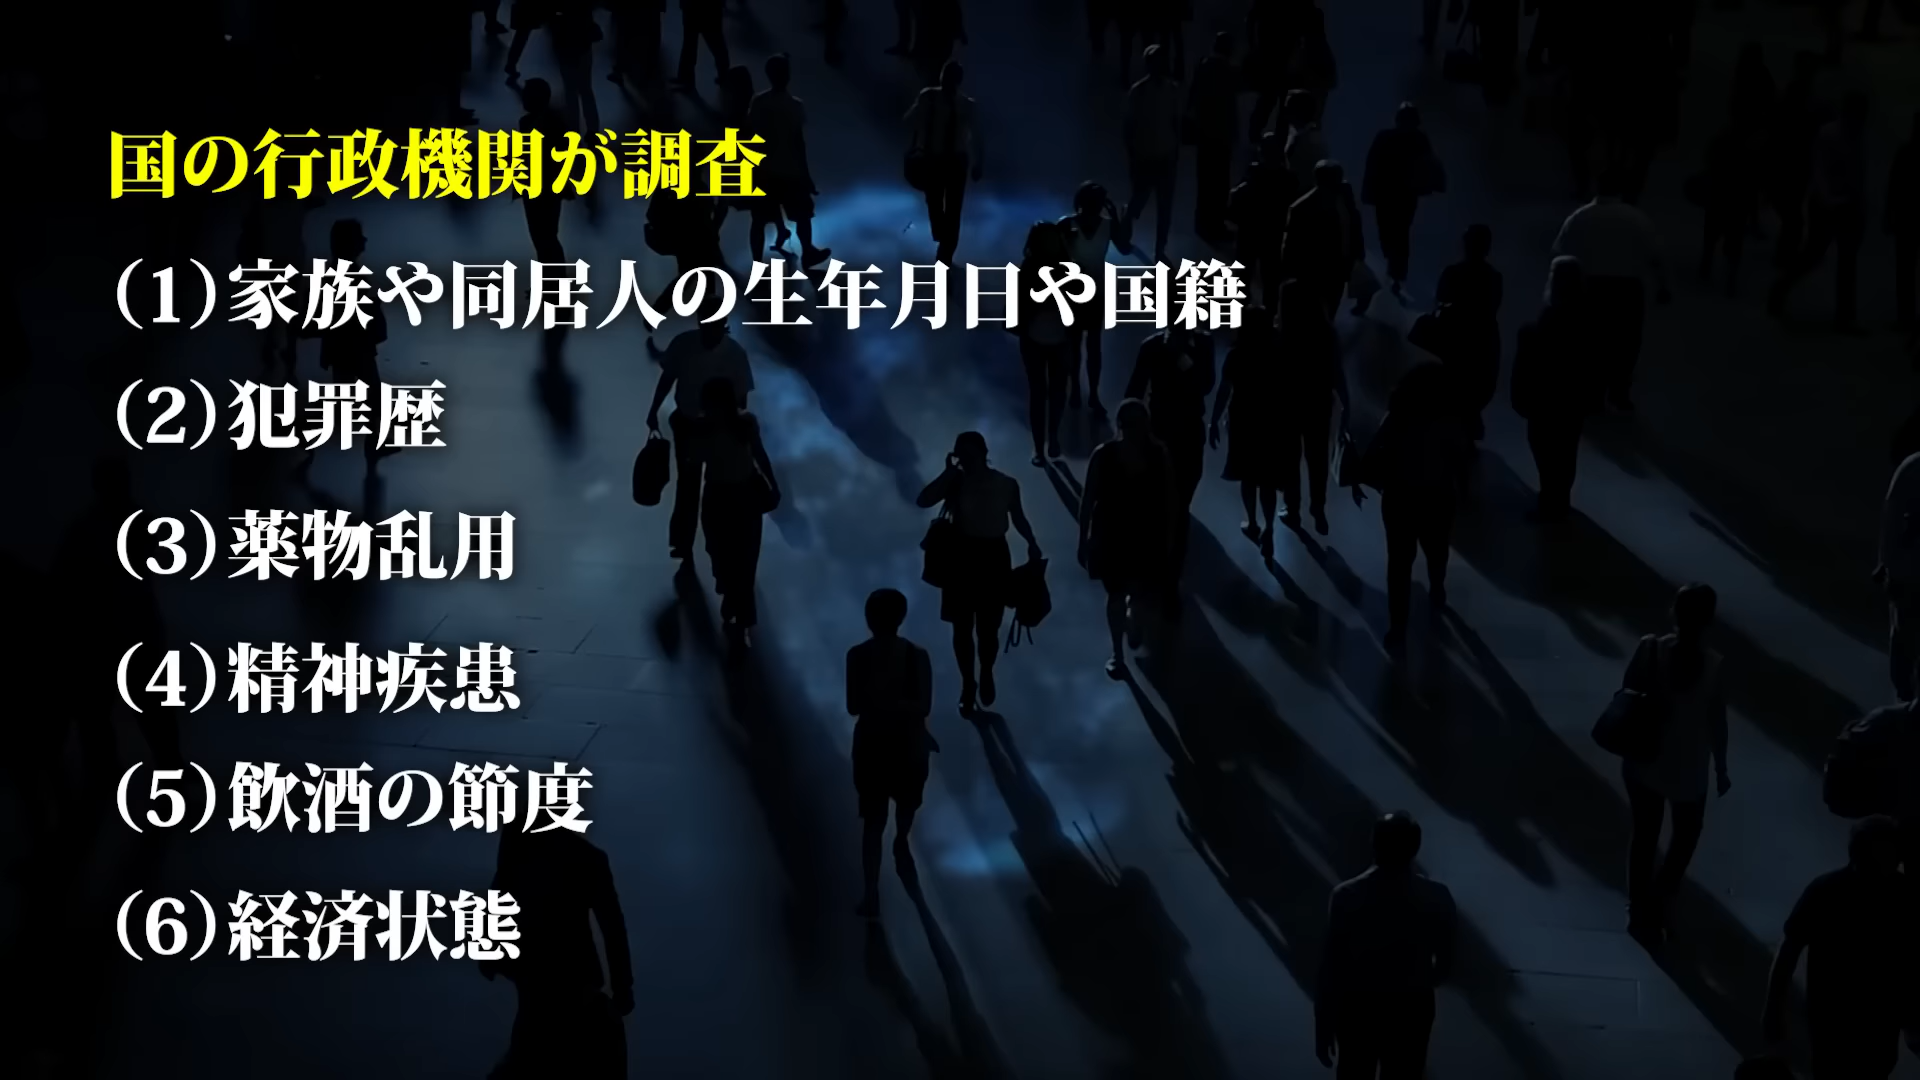 国の行政機関が調査
(1)家族や同居人の生年月日や国籍
(2)犯罪歴
(3)薬物乱用
(4)精神疾患
(5)飲酒の節度
(6)経済状態